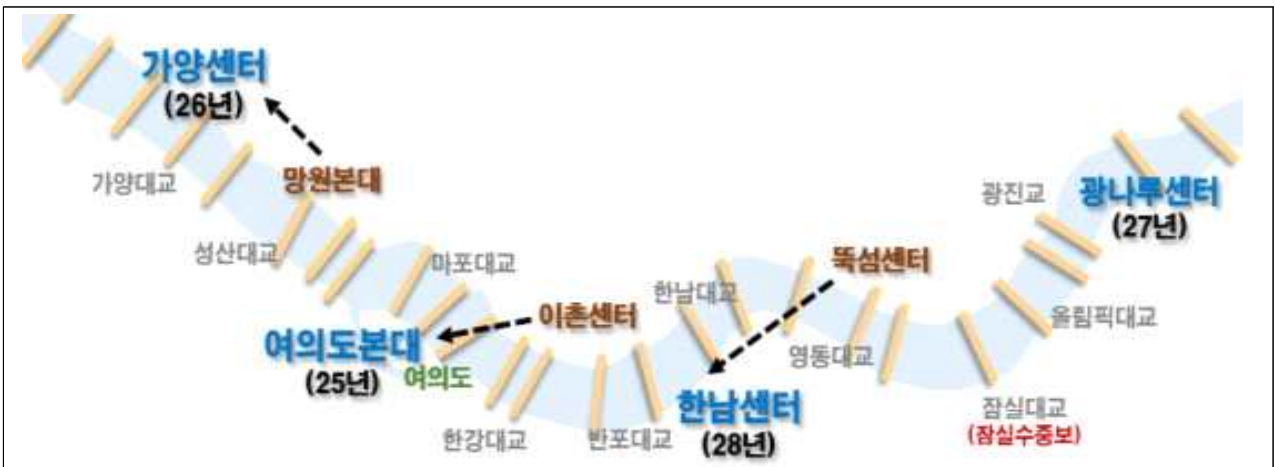 가양센터
(26년)
망원본대
가양대교
성산대교
마포대교
여의도본대
(25년)
여의도
이촌센터
한강대교
반포대교
한남대교
한남센터
(28년)
뚝섬센터
영동대교
광진교
광나루센터
(27년)
올림픽대교
잠실대교
(잠실수중보)